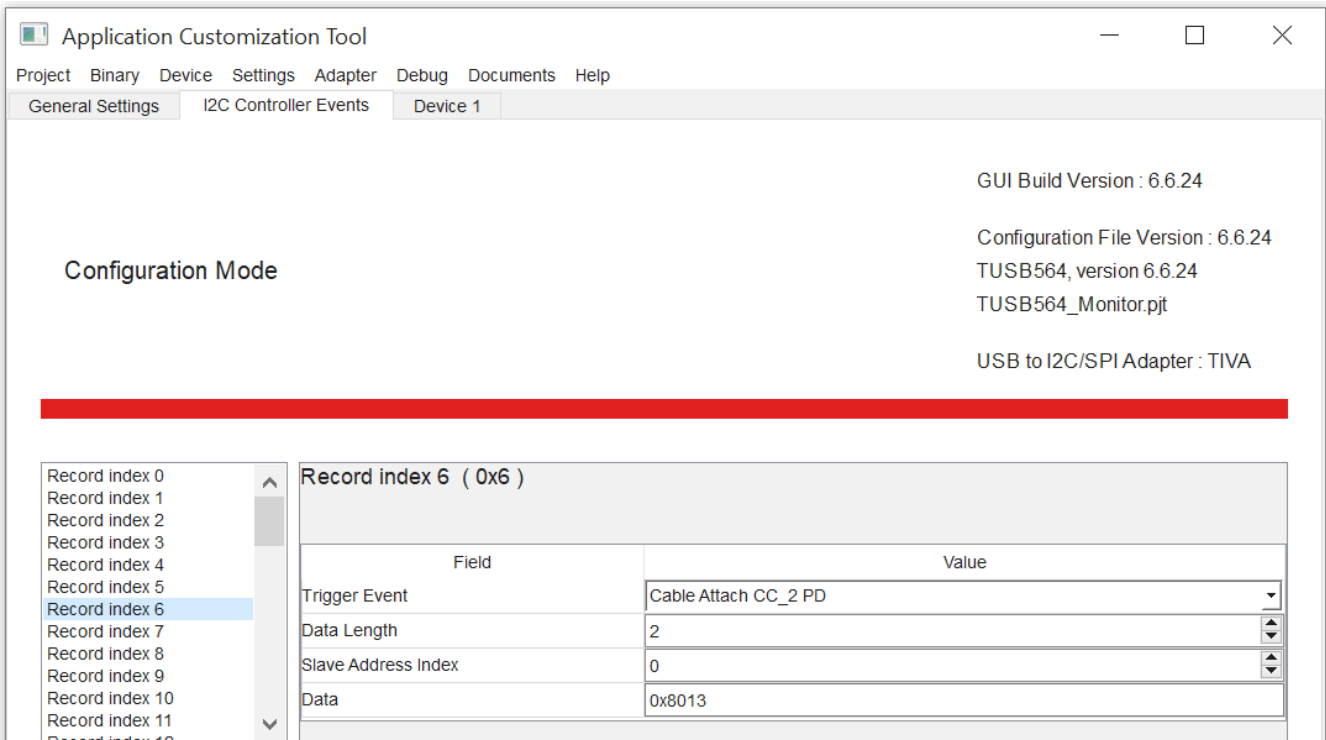 Application Customization Tool
Project Binary Device Settings Adapter Debug Documents Help
General Settings I2C Controller Events Device 1
GUI Build Version : 6.6.24
Configuration File Version : 6.6.24
Configuration Mode
TUSB564, version 6.6.24
TUSB564_Monitor.pjt
USB to I2C/SPI Adapter : TIVA
Record index 0
Record index 1
Record index 2
Record index 3
Record index 4
Record index 5
Record index 6
Record index 7
Record index 8
Record index 9
Record index 10
Record index 11
Record index 6 ( 0x6 )
Field Value
Trigger Event Cable Attach CC_2 PD
Data Length 2
Slave Address Index 0
Data 0x8013